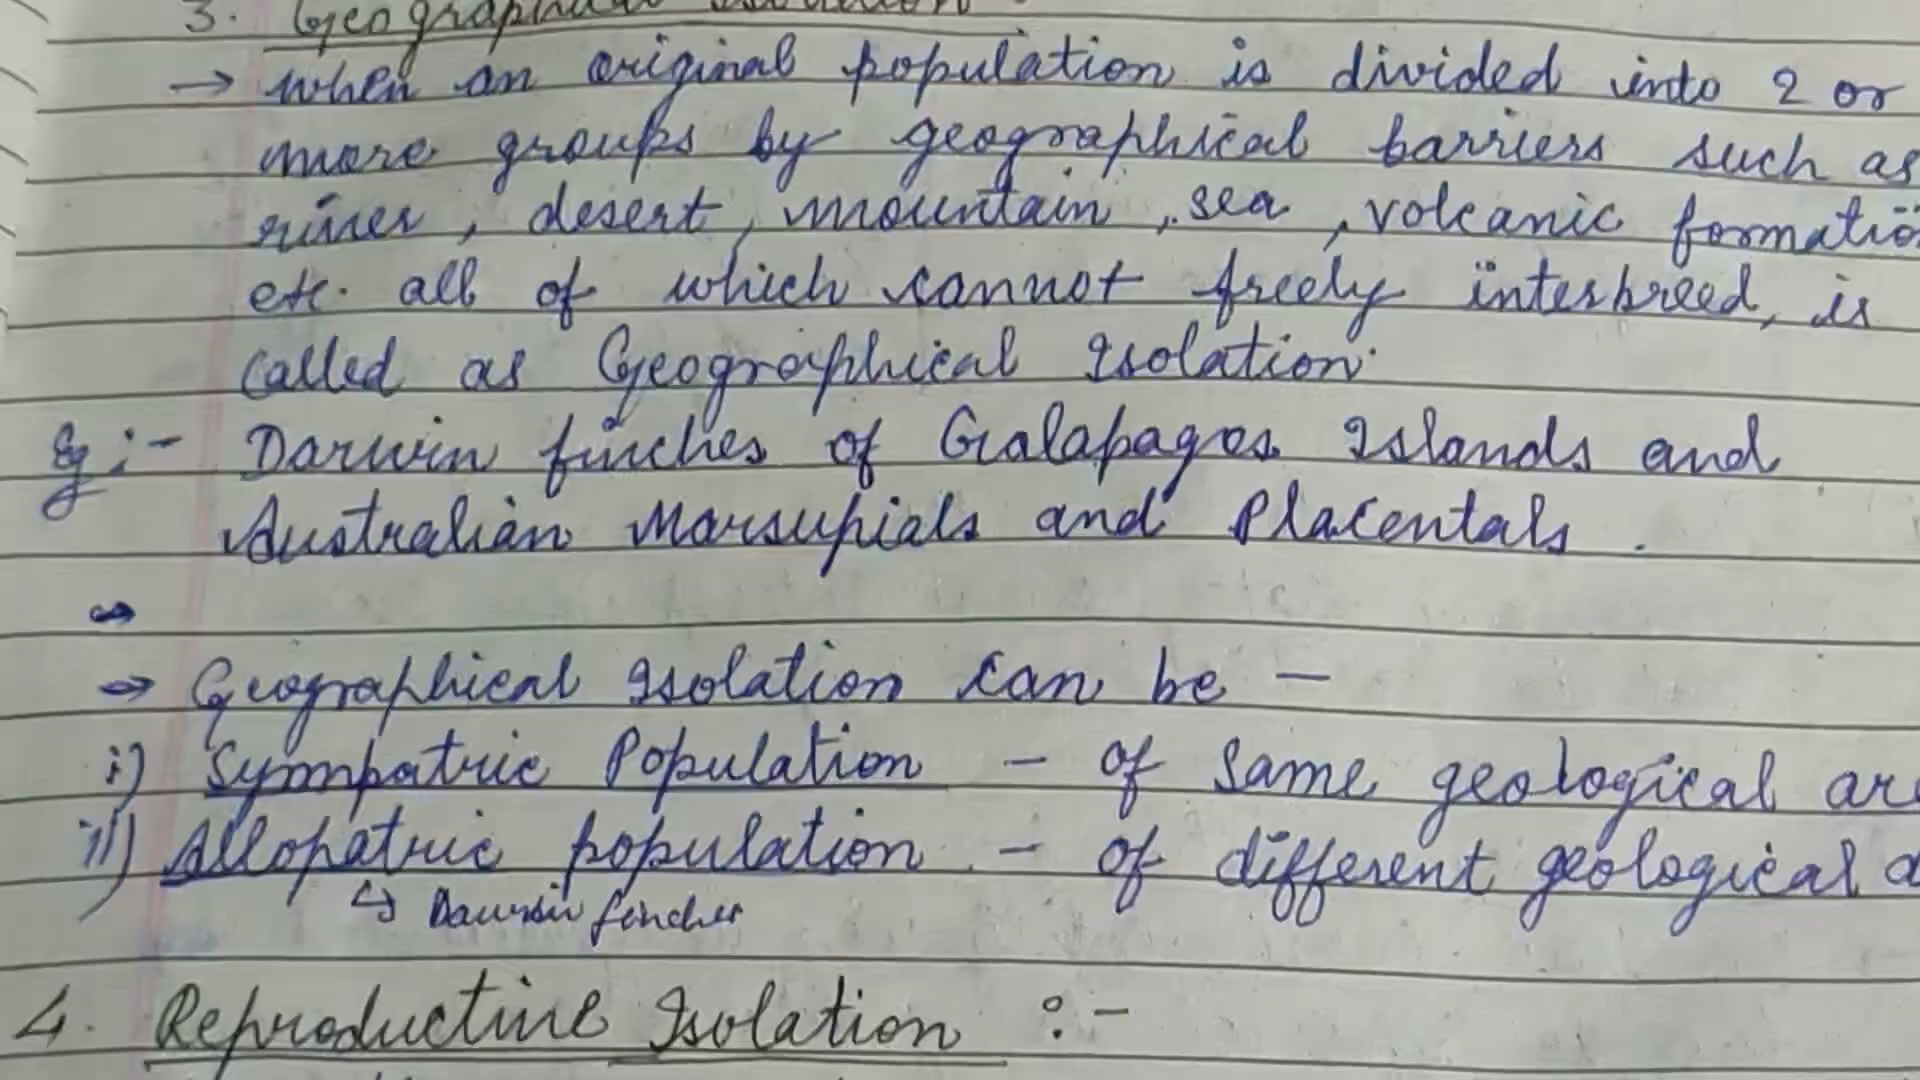 3. Geographical Isolation
→ when an original population is divided into 2 or
more groups by geographical barriers such as
river, desert, mountain, sea, volcanic formation
etc. all of which cannot freely interbreed, is
called as Geographical Isolation.
Eg:- Darwin finches of Galapagos Islands and
Australian Marsupials and Placentals.
→
→ Geographical Isolation can be -
i) Sympatric Population - of same geological
ii) Allopatric population - of different geological
↳ Darwin finches
4. Reproductive Isolation :-